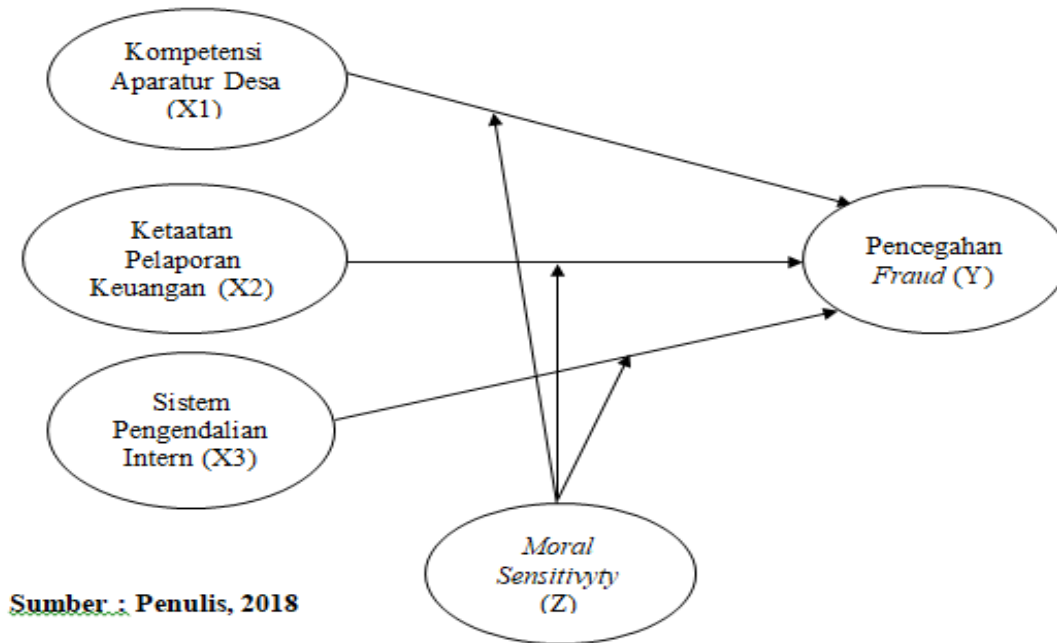 Kompetensi
Aparatur Desa
(X1)
Ketaatan
Pelaporan
Keuangan (X2)
Pencegahan
Fraud (Y)
Sistem
Pengendalian
Intern (X3)
Moral
Sensitivyty
(Z)
Sumber : Penulis, 2018